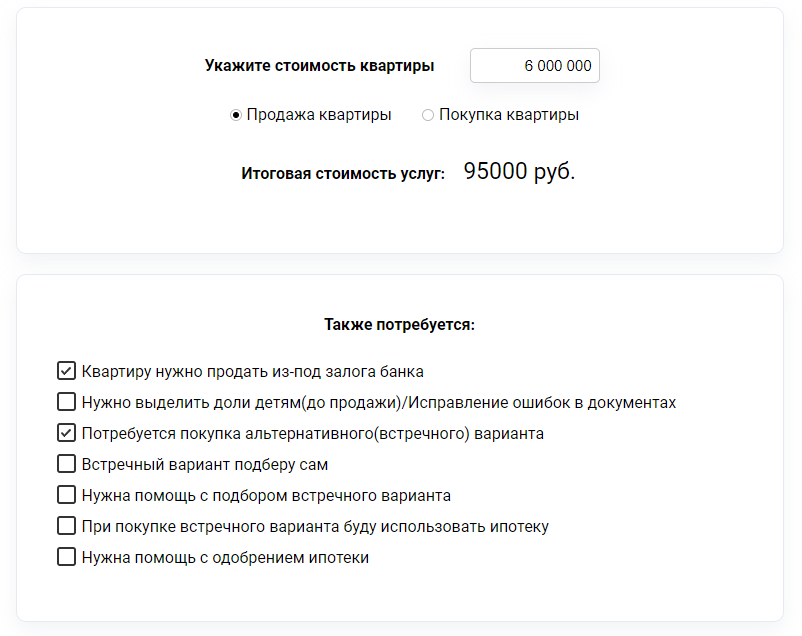 Укажите стоимость квартиры 6 000 000
Продажа квартиры Покупка квартиры
Итоговая стоимость услуг: 95000 руб.
Также потребуется:
Квартиру нужно продать из-под залога банка
Нужно выделить доли детям(до продажи)/Исправление ошибок в документах
Потребуется покупка альтернативного(встречного) варианта
Встречный вариант подберу сам
Нужна помощь с подбором встречного варианта
При покупке встречного варианта буду использовать ипотеку
Нужна помощь с одобрением ипотеки